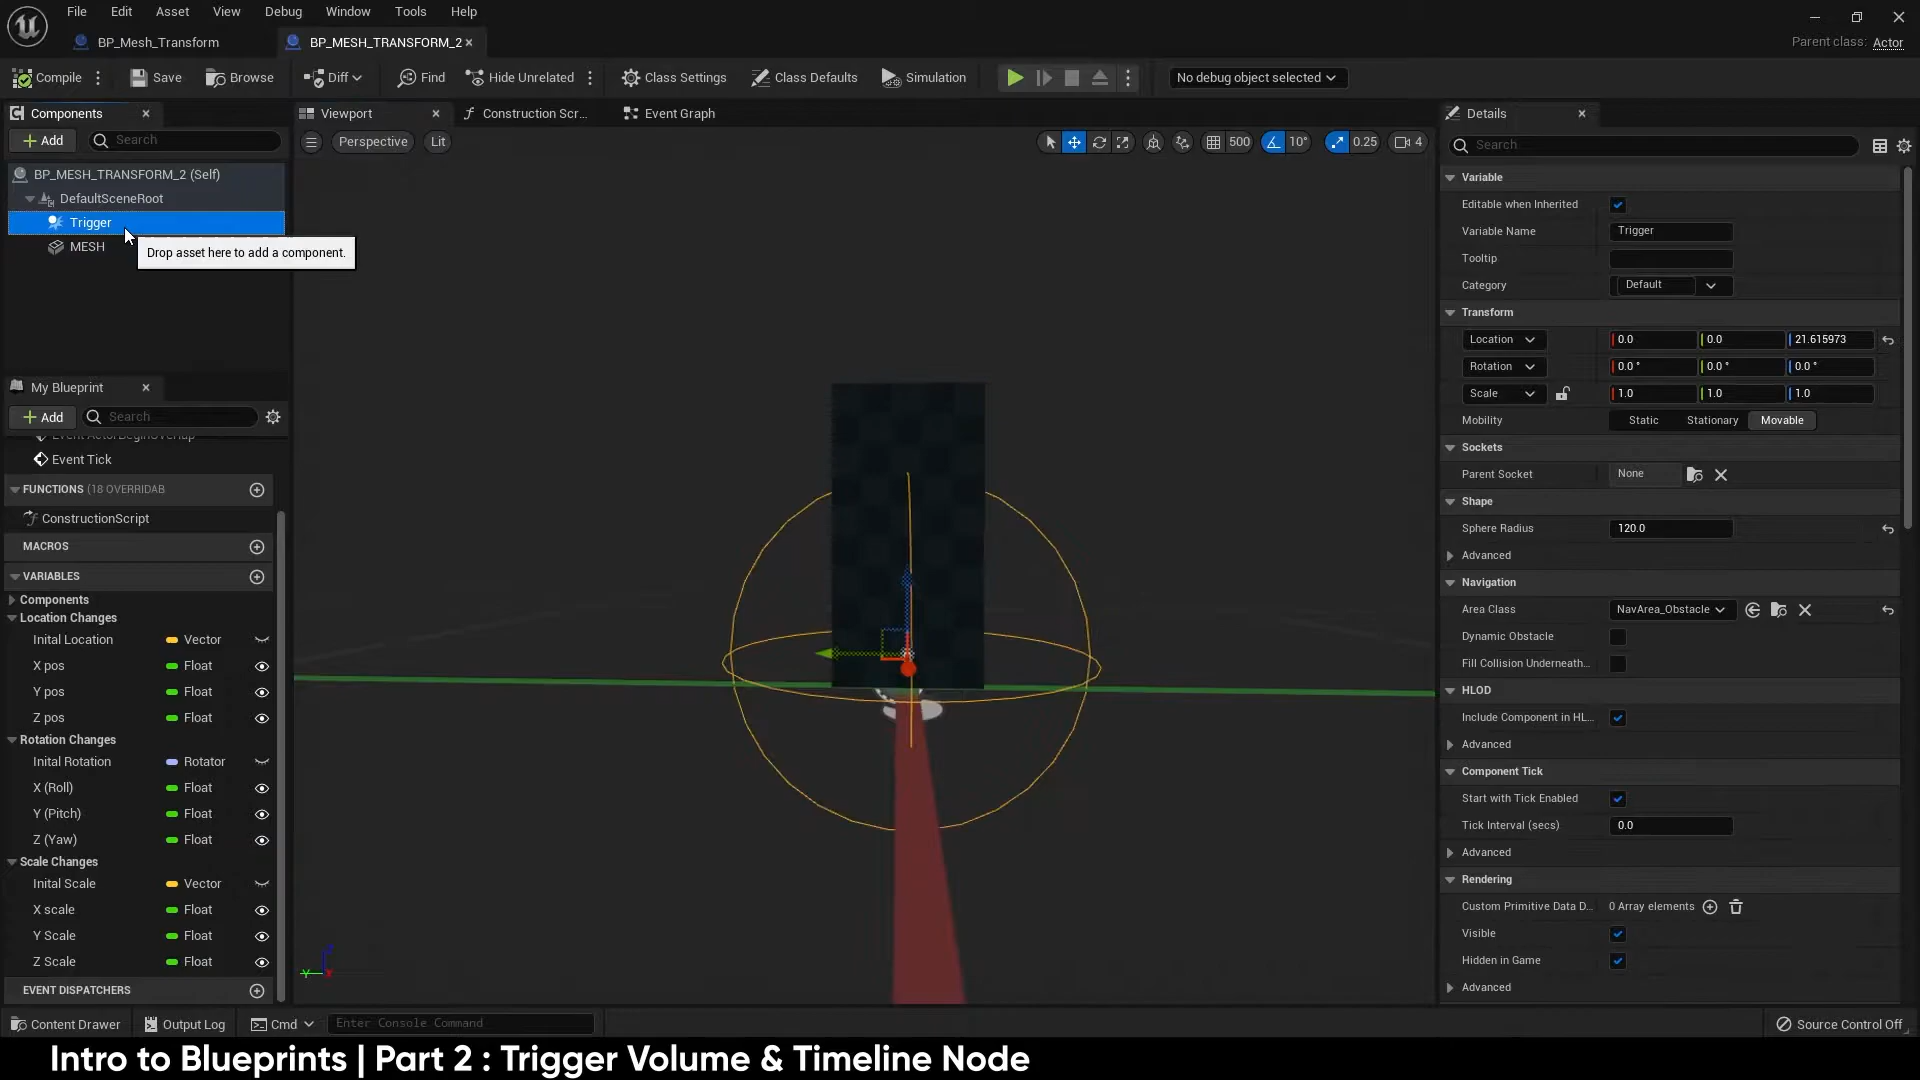 File Edit Asset View Debug Window Tools Help
BP_Mesh_Transform
BP_MESH_TRANSFORM_2
Parent class: Actor
Compile Save Browse Diff Find Hide Unrelated Class Settings Class Defaults Simulation No debug object selected
Components
Add Search
BP_MESH_TRANSFORM_2 (Self)
DefaultSceneRoot
Trigger
MESH
Drop asset here to add a component.
My Blueprint
Add Search
Event ActorBeginOverlap
Event Tick
FUNCTIONS (18 OVERRIDAB
ConstructionScript
MACROS
VARIABLES
Components
Location Changes
Inital Location Vector
X pos Float
Y pos Float
Z pos Float
Rotation Changes
Inital Rotation Rotator
X (Roll) Float
Y (Pitch) Float
Z (Yaw) Float
Scale Changes
Inital Scale Vector
X scale Float
Y Scale Float
Z Scale Float
EVENT DISPATCHERS
Viewport Construction Scr... Event Graph
Perspective Lit 500 10° 0.25 4
Y
Details
Search
Variable
Editable when Inherited
Variable Name Trigger
Tooltip
Category Default
Transform
Location 0.0 0.0 21.615973
Rotation 0.0 ° 0.0 ° 0.0 °
Scale 1.0 1.0 1.0
Mobility Static Stationary Movable
Sockets
Parent Socket None
Shape
Sphere Radius 120.0
Advanced
Navigation
Area Class NavArea_Obstacle
Dynamic Obstacle
Fill Collision Underneath...
HLOD
Include Component in HL...
Advanced
Component Tick
Start with Tick Enabled
Tick Interval (secs) 0.0
Advanced
Rendering
Custom Primitive Data D... 0 Array elements
Visible
Hidden in Game
Advanced
Content Drawer Output Log Cmd Enter Console Command Source Control Off
Intro to Blueprints | Part 2 : Trigger Volume & Timeline Node